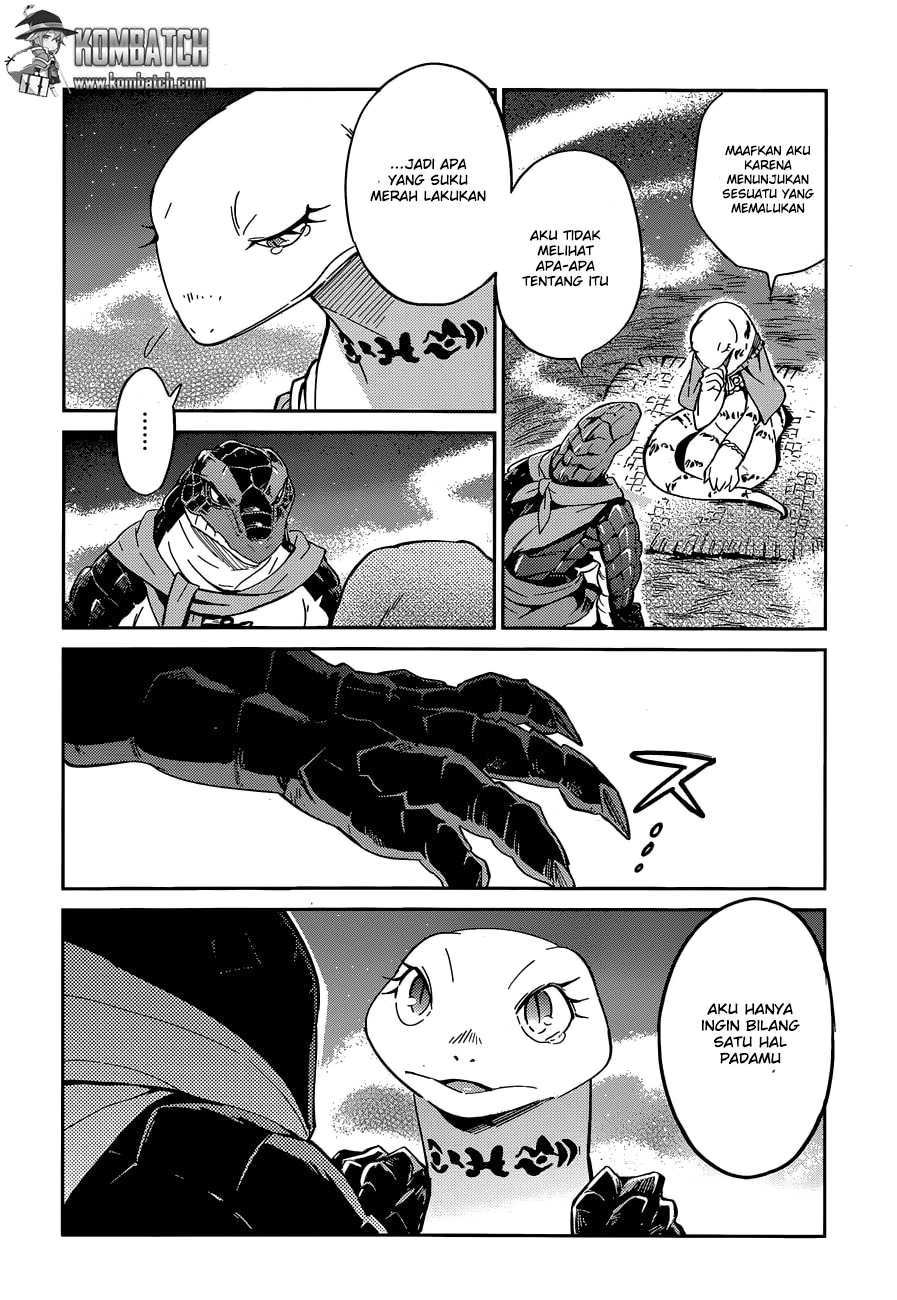 KOMBATCH
www.kombatch.com
MAAFKAN AKU
KARENA
MENUNJUKAN
SESUATU YANG
MEMALUKAN
AKU TIDAK
MELIHAT
APA-APA
TENTANG ITU
...JADI APA
YANG SUKU
MERAH LAKUKAN
......
ス...
AKU HANYA
INGIN BILANG
SATU HAL
PADAMU